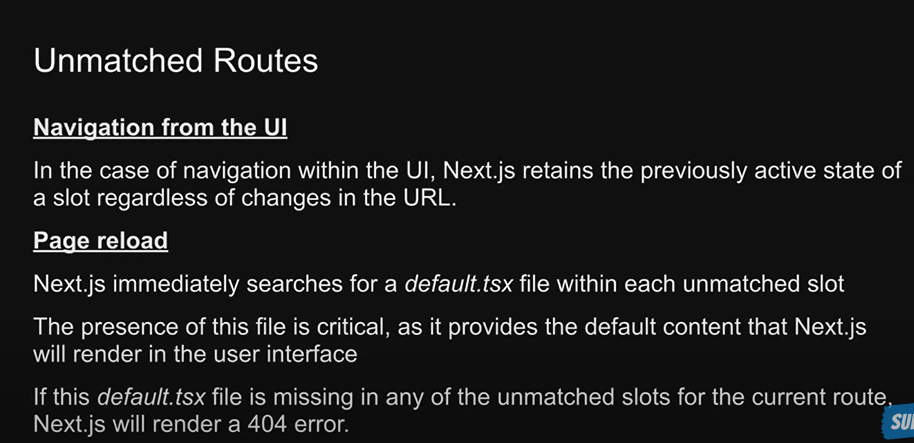 Unmatched Routes
Navigation from the UI
In the case of navigation within the UI, Next.js retains the previously active state of
a slot regardless of changes in the URL.
Page reload
Next.js immediately searches for a default.tsx file within each unmatched slot
The presence of this file is critical, as it provides the default content that Next.js
will render in the user interface
If this default.tsx file is missing in any of the unmatched slots for the current route,
Next.js will render a 404 error.